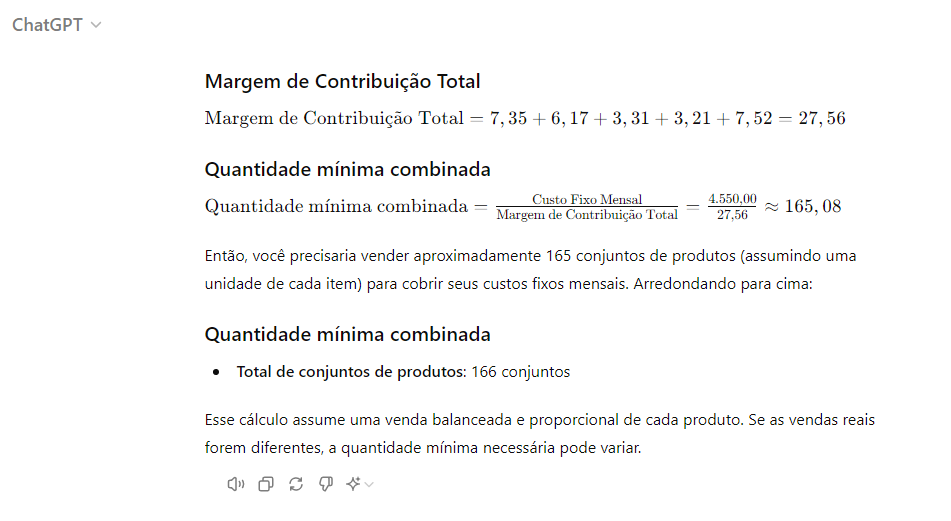 ChatGPT
Margem de Contribuição Total
Margem de Contribuição Total = 7,35 + 6,17 + 3,31 + 3,21 + 7,52 = 27,56
Quantidade mínima combinada
Quantidade mínima combinada = Custo Fixo Mensal / Margem de Contribuição Total = 4.550,00 / 27,56 ≈ 165,08
Então, você precisaria vender aproximadamente 165 conjuntos de produtos (assumindo uma
unidade de cada item) para cobrir seus custos fixos mensais. Arredondando para cima:
Quantidade mínima combinada
• Total de conjuntos de produtos: 166 conjuntos
Esse cálculo assume uma venda balanceada e proporcional de cada produto. Se as vendas reais
forem diferentes, a quantidade mínima necessária pode variar.